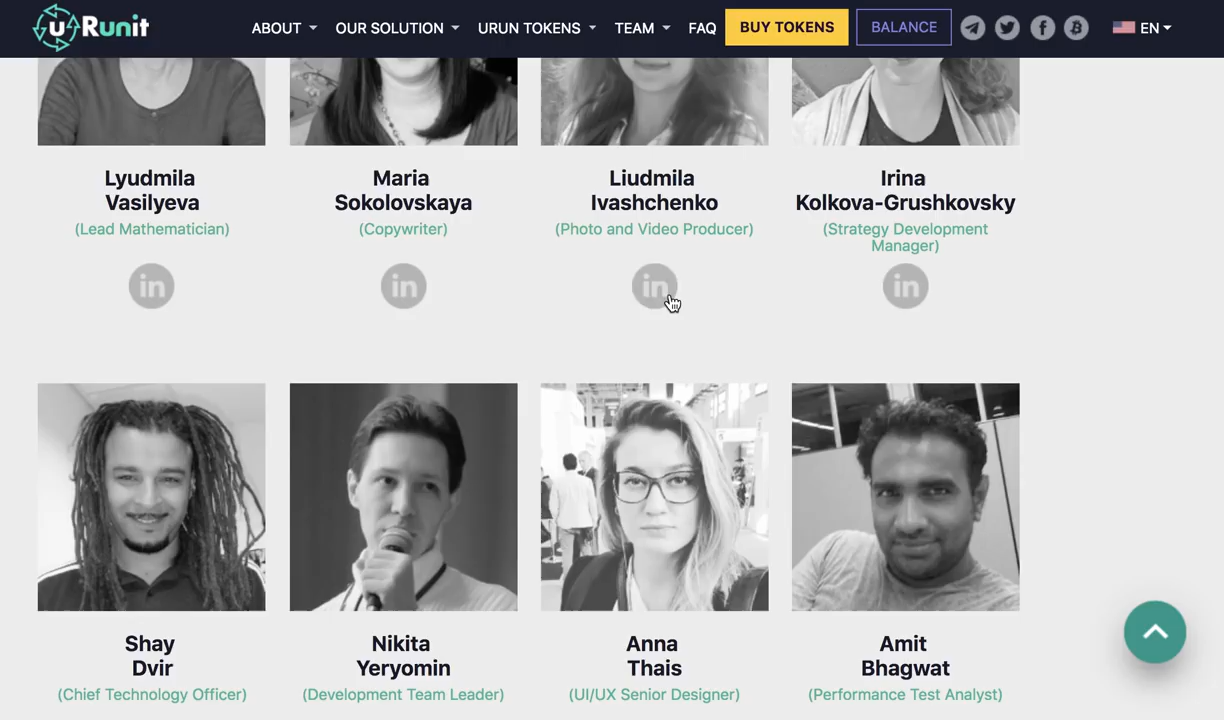 uRunit
ABOUT OUR SOLUTION URUN TOKENS TEAM FAQ BUY TOKENS BALANCE EN
Lyudmila
Vasilyeva
(Lead Mathematician)
Maria
Sokolovskaya
(Copywriter)
Liudmila
Ivashchenko
(Photo and Video Producer)
Irina
Kolkova-Grushkovsky
(Strategy Development
Manager)
in in in in
Shay
Dvir
(Chief Technology Officer)
Nikita
Yeryomin
(Development Team Leader)
Anna
Thais
(UI/UX Senior Designer)
Amit
Bhagwat
(Performance Test Analyst)